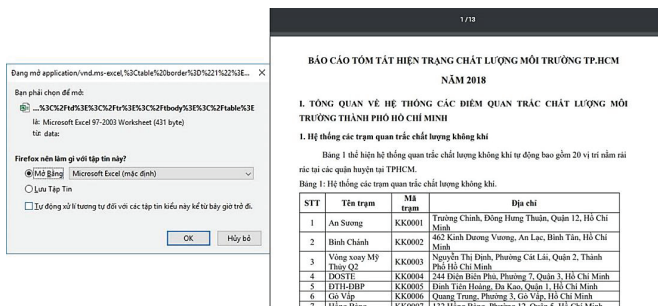 Đang mở application/vnd.ms-excel,%3Ctable%20border%3D%221%22%3E...
Bạn phải chọn để mở:
...%3C%2Ftd%3E%3C%2Ftr%3E%3C%2Ftbody%3E%3C%2Ftable%3E
là: Microsoft Excel 97-2003 Worksheet (431 byte)
từ: data:
Firefox nên làm gì với tập tin này?
Mở Bằng Microsoft Excel (mặc định)
Lưu Tập Tin
Tự động xử lí tương tự đối với các tập tin kiểu này kể từ bây giờ trở đi.
OK Hủy bỏ
1 / 13
BÁO CÁO TÓM TẮT HIỆN TRẠNG CHẤT LƯỢNG MÔI TRƯỜNG TP.HCM
NĂM 2018
I. TỔNG QUAN VỀ HỆ THỐNG CÁC ĐIỂM QUAN TRẮC CHẤT LƯỢNG MÔI
TRƯỜNG THÀNH PHỐ HỒ CHÍ MINH
1. Hệ thống các trạm quan trắc chất lượng không khí
Bảng 1 thể hiện hệ thống quan trắc chất lượng không khí tự động bao gồm 20 vị trí nằm rải
rác tại các quận huyện tại TPHCM.
Bảng 1: Hệ thống các trạm quan trắc chất lượng không khí.
STT Tên trạm Mã trạm Địa chỉ
1 An Sương KK0001 Trường Chinh, Đông Hưng Thuận, Quận 12, Hồ Chí
Minh
2 Bình Chánh KK0002 462 Kinh Dương Vương, An Lạc, Bình Tân, Hồ Chí
Minh
3 Vòng xoay Mỹ Thủy Q2 KK0003 Nguyễn Thị Định, Phường Cát Lái, Quận 2, Thành
Phố Hồ Chí Minh
4 DOSTE KK0004 244 Điện Biên Phủ, Phường 7, Quận 3, Hồ Chí Minh
5 ĐTH-ĐBP KK0005 Đinh Tiên Hoàng, Đa Kao, Quận 1, Hồ Chí Minh
6 Gò Vấp KK0006 Quang Trung, Phường 3, Gò Vấp, Hồ Chí Minh